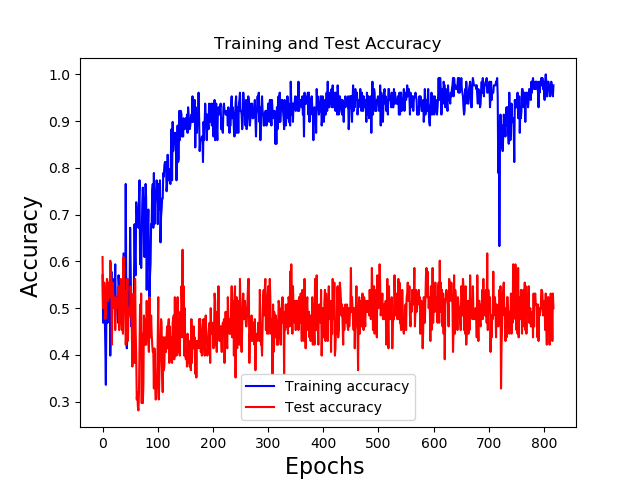 Training and Test Accuracy
1.0
0.9
0.8
0.7
0.6
0.5
0.4
0.3
Accuracy
Training accuracy
Test accuracy
0 100 200 300 400 500 600 700 800
Epochs